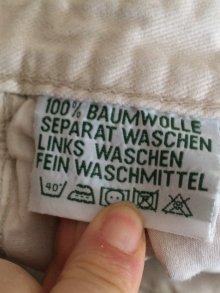 100% BAUMWOLLE
SEPARAT WASCHEN
LINKS WASCHEN
FEIN WASCHMITTEL
40°